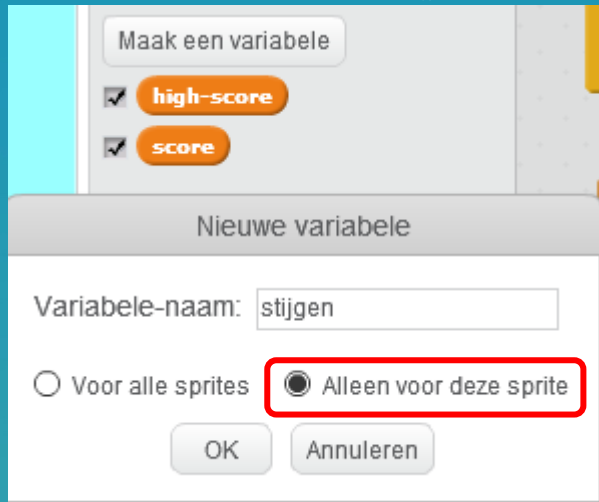 Maak een variabele
high-score
score
Nieuwe variabele
Variabele-naam: stijgen
Voor alle sprites Alleen voor deze sprite
OK Annuleren